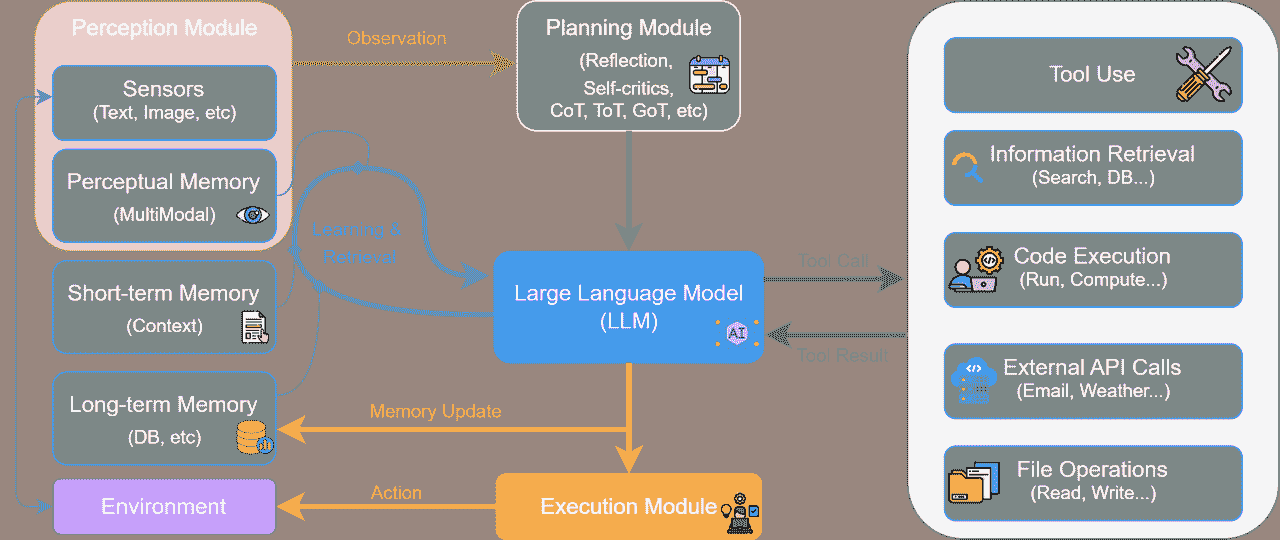 Perception Module
Sensors
(Text, Image, etc)
Perceptual Memory
(MultiModal)
Short-term Memory
(Context)
Long-term Memory
(DB, etc)
Environment
Observation
Learning &
Retrieval
Memory Update
Action
Planning Module
(Reflection,
Self-critics,
CoT, ToT, GoT, etc)
Large Language Model
(LLM)
AI
Execution Module
Tool Call
Tool Result
Tool Use
Information Retrieval
(Search, DB...)
Code Execution
(Run, Compute...)
External API Calls
(Email, Weather...)
File Operations
(Read, Write...)